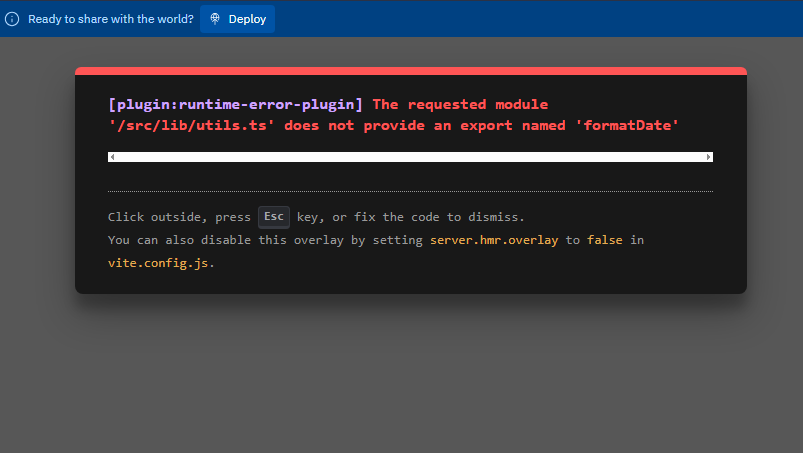 Ready to share with the world? Deploy
[plugin:runtime-error-plugin] The requested module
'/src/lib/utils.ts' does not provide an export named 'formatDate'
Click outside, press Esc key, or fix the code to dismiss.
You can also disable this overlay by setting server.hmr.overlay to false in
vite.config.js.